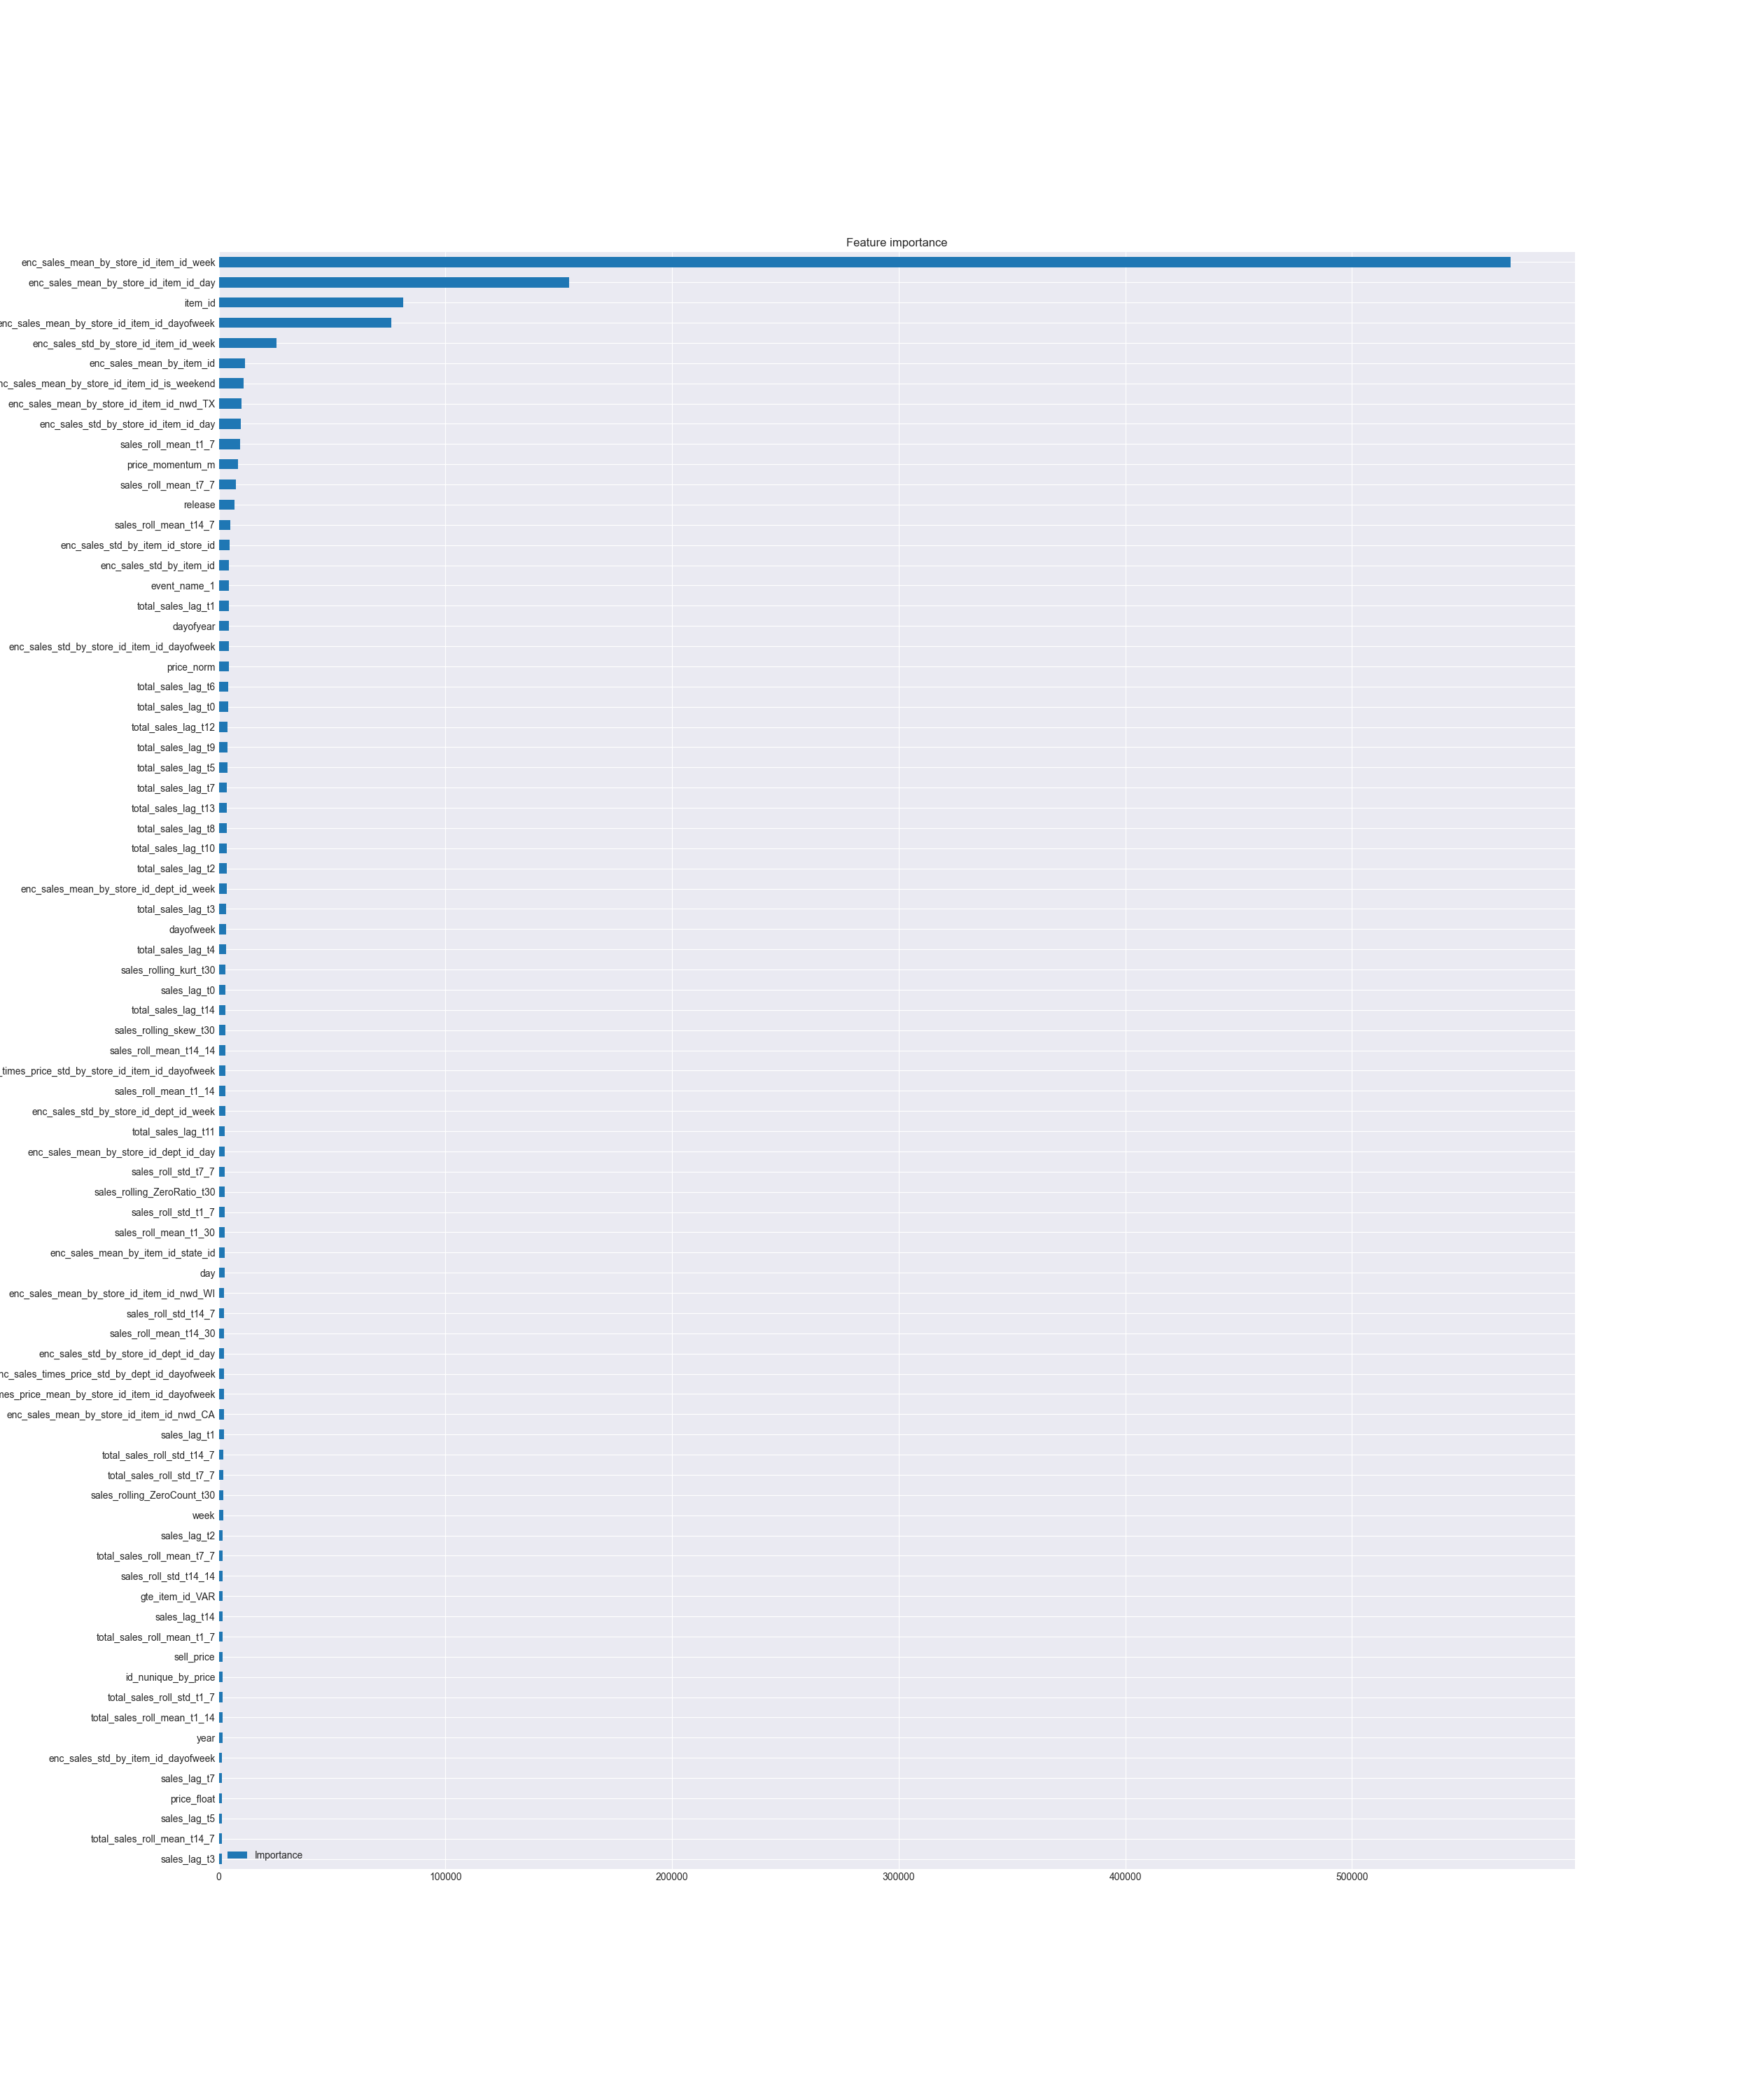 Feature importance
enc_sales_mean_by_store_id_item_id_week
enc_sales_mean_by_store_id_item_id_day
item_id
enc_sales_mean_by_store_id_item_id_dayofweek
enc_sales_std_by_store_id_item_id_week
enc_sales_mean_by_item_id
nc_sales_mean_by_store_id_item_id_is_weekend
enc_sales_mean_by_store_id_item_id_nwd_TX
enc_sales_std_by_store_id_item_id_day
sales_roll_mean_t1_7
price_momentum_m
sales_roll_mean_t7_7
release
sales_roll_mean_t14_7
enc_sales_std_by_item_id_store_id
enc_sales_std_by_item_id
event_name_1
total_sales_lag_t1
dayofyear
enc_sales_std_by_store_id_item_id_dayofweek
price_norm
total_sales_lag_t6
total_sales_lag_t0
total_sales_lag_t12
total_sales_lag_t9
total_sales_lag_t5
total_sales_lag_t7
total_sales_lag_t13
total_sales_lag_t8
total_sales_lag_t10
total_sales_lag_t2
enc_sales_mean_by_store_id_dept_id_week
total_sales_lag_t3
dayofweek
total_sales_lag_t4
sales_rolling_kurt_t30
sales_lag_t0
total_sales_lag_t14
sales_rolling_skew_t30
sales_roll_mean_t14_14
_times_price_std_by_store_id_item_id_dayofweek
sales_roll_mean_t1_14
enc_sales_std_by_store_id_dept_id_week
total_sales_lag_t11
enc_sales_mean_by_store_id_dept_id_day
sales_roll_std_t7_7
sales_rolling_ZeroRatio_t30
sales_roll_std_t1_7
sales_roll_mean_t1_30
enc_sales_mean_by_item_id_state_id
day
enc_sales_mean_by_store_id_item_id_nwd_WI
sales_roll_std_t14_7
sales_roll_mean_t14_30
enc_sales_std_by_store_id_dept_id_day
nc_sales_times_price_std_by_dept_id_dayofweek
mes_price_mean_by_store_id_item_id_dayofweek
enc_sales_mean_by_store_id_item_id_nwd_CA
sales_lag_t1
total_sales_roll_std_t14_7
total_sales_roll_std_t7_7
sales_rolling_ZeroCount_t30
week
sales_lag_t2
total_sales_roll_mean_t7_7
sales_roll_std_t14_14
gte_item_id_VAR
sales_lag_t14
total_sales_roll_mean_t1_7
sell_price
id_nunique_by_price
total_sales_roll_std_t1_7
total_sales_roll_mean_t1_14
year
enc_sales_std_by_item_id_dayofweek
sales_lag_t7
price_float
sales_lag_t5
total_sales_roll_mean_t14_7
sales_lag_t3
Importance
0 100000 200000 300000 400000 500000